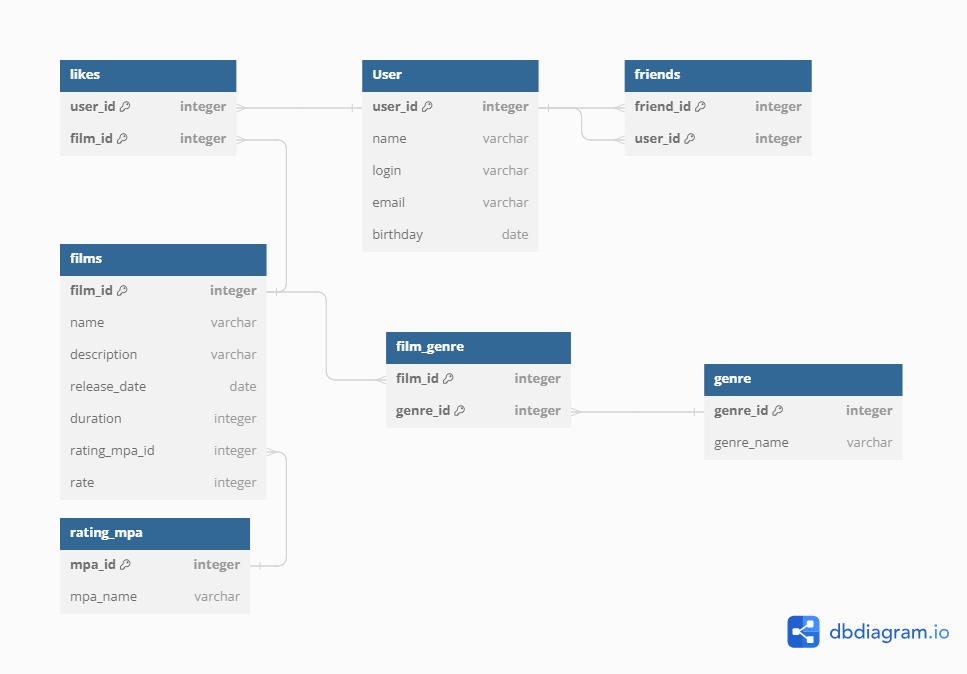 likes
user_id integer
film_id integer
User
user_id integer
name varchar
login varchar
email varchar
birthday date
friends
friend_id integer
user_id integer
films
film_id integer
name varchar
description varchar
release_date date
duration integer
rating_mpa_id integer
rate integer
film_genre
film_id integer
genre_id integer
genre
genre_id integer
genre_name varchar
rating_mpa
mpa_id integer
mpa_name varchar
dbdiagram.io